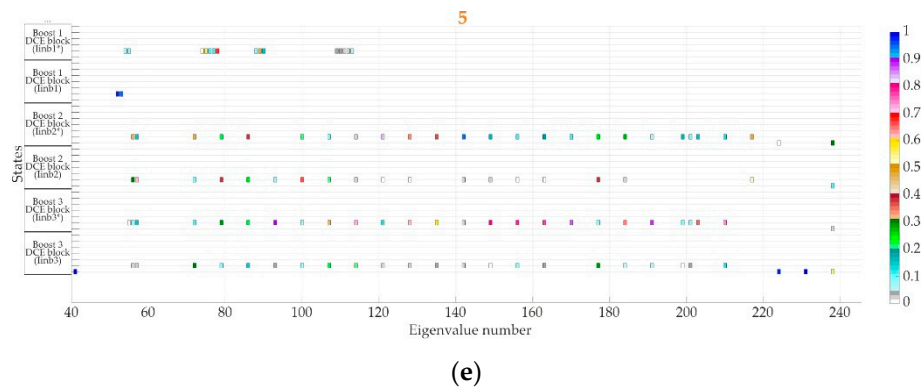 5
...
Boost 1
DCE block
(Iinb1*)
Boost 1
DCE block
(Iinb1)
Boost 2
DCE block
(Iinb2*)
Boost 2
DCE block
(Iinb2)
Boost 3
DCE block
(Iinb3*)
Boost 3
DCE block
(Iinb3)
States
40 60 80 100 120 140 160 180 200 220 240
Eigenvalue number
1
0.9
0.8
0.7
0.6
0.5
0.4
0.3
0.2
0.1
0
(e)